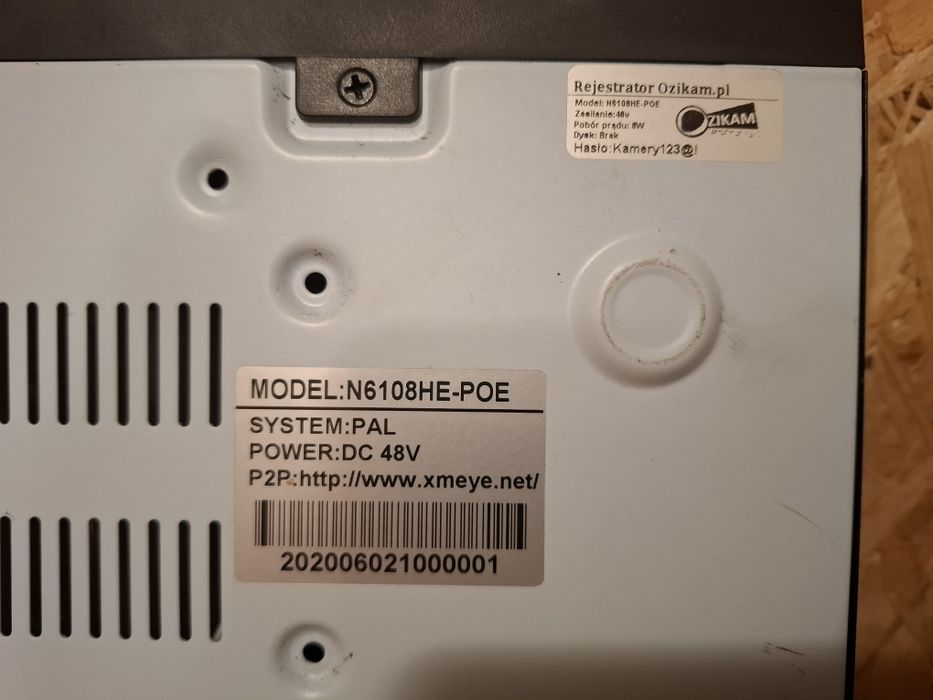 Rejestrator Ozikam.pl
Model: N6108HE-POE
Zasilanie:48v
Pobór prądu: 8W
Dysk: Brak
Hasło:Kamery123@!
OZIKAM
MODEL:N6108HE-POE
SYSTEM:PAL
POWER:DC 48V
P2P:http://www.xmeye.net/
202006021000001